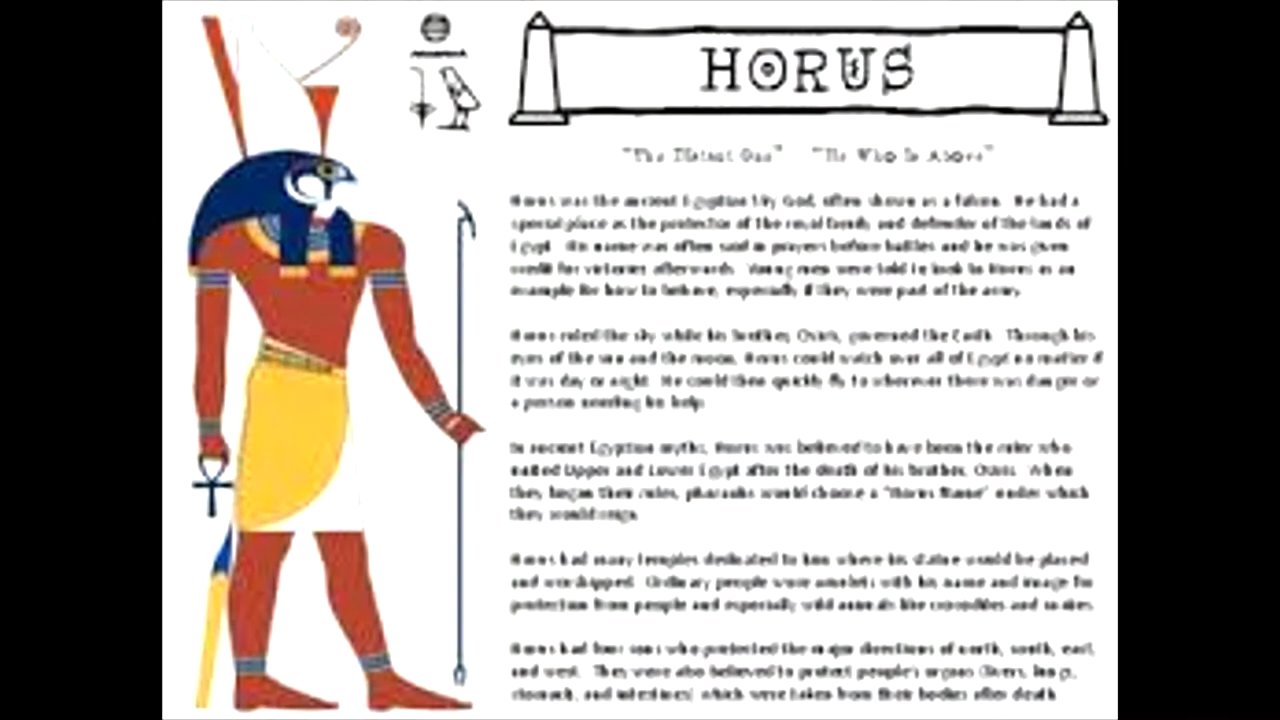 HORUS
"The Distant One" "He Who Is Above"
Horus was the ancient Egyptian Sky God, often shown as a falcon. He had a
special place as the protector of the royal family and defender of the lands of
Egypt. His name was often said in prayers before battles and he was given
credit for victories afterwards. Young men were told to look to Horus as an
example for how to behave, especially if they were part of the army.
Horus ruled the sky while his brother, Osiris, governed the Earth. Through his
eyes of the sun and the moon, Horus could watch over all of Egypt no matter if
it was day or night. He could then quickly fly to wherever there was danger or
a person needing his help.
In ancient Egyptian myths, Horus was believed to have been the ruler who
united Upper and Lower Egypt after the death of his brother, Osiris. When
they began their rules, pharaohs would choose a "Horus Name" under which
they would reign.
Horus had many temples dedicated to him where his statue would be placed
and worshipped. Ordinary people wore amulets with his name and image for
protection from people and especially wild animals like crocodiles and snakes.
Horus had four sons who protected the major directions of north, south, east,
and west. They were also believed to protect people's organs (livers, lungs,
stomach, and intestines) which were taken from their bodies after death.